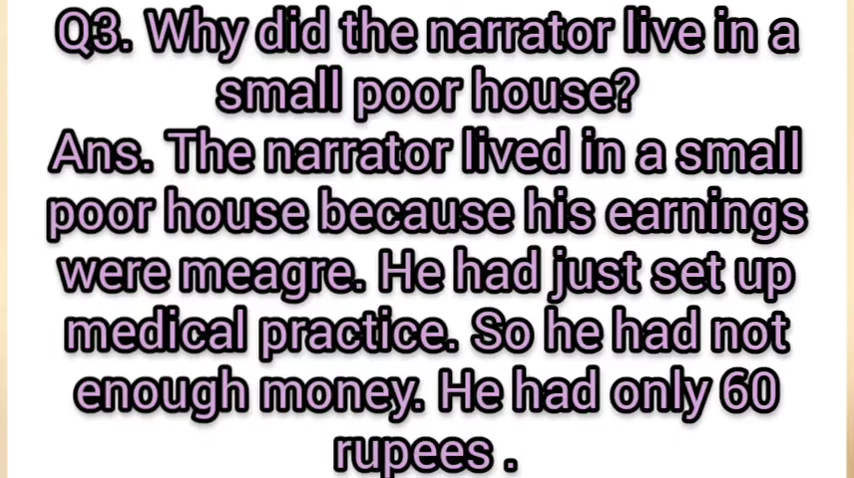 Q3. Why did the narrator live in a
small poor house?
Ans. The narrator lived in a small
poor house because his earnings
were meagre. He had just set up
medical practice. So he had not
enough money. He had only 60
rupees .